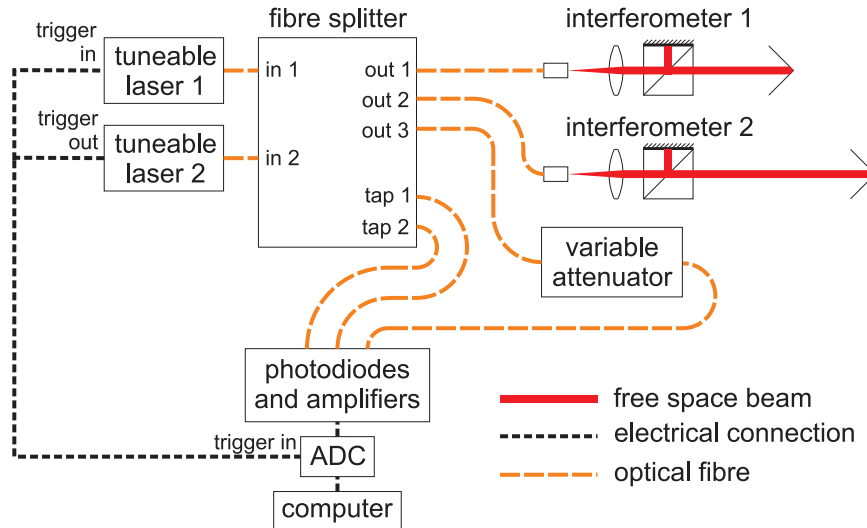 fibre splitter
interferometer 1
trigger
in
tuneable
laser 1
in 1
out 1
out 2
out 3
trigger
out
tuneable
laser 2
in 2
interferometer 2
tap 1
tap 2
variable
attenuator
photodiodes
and amplifiers
trigger in
ADC
computer
free space beam
electrical connection
optical fibre